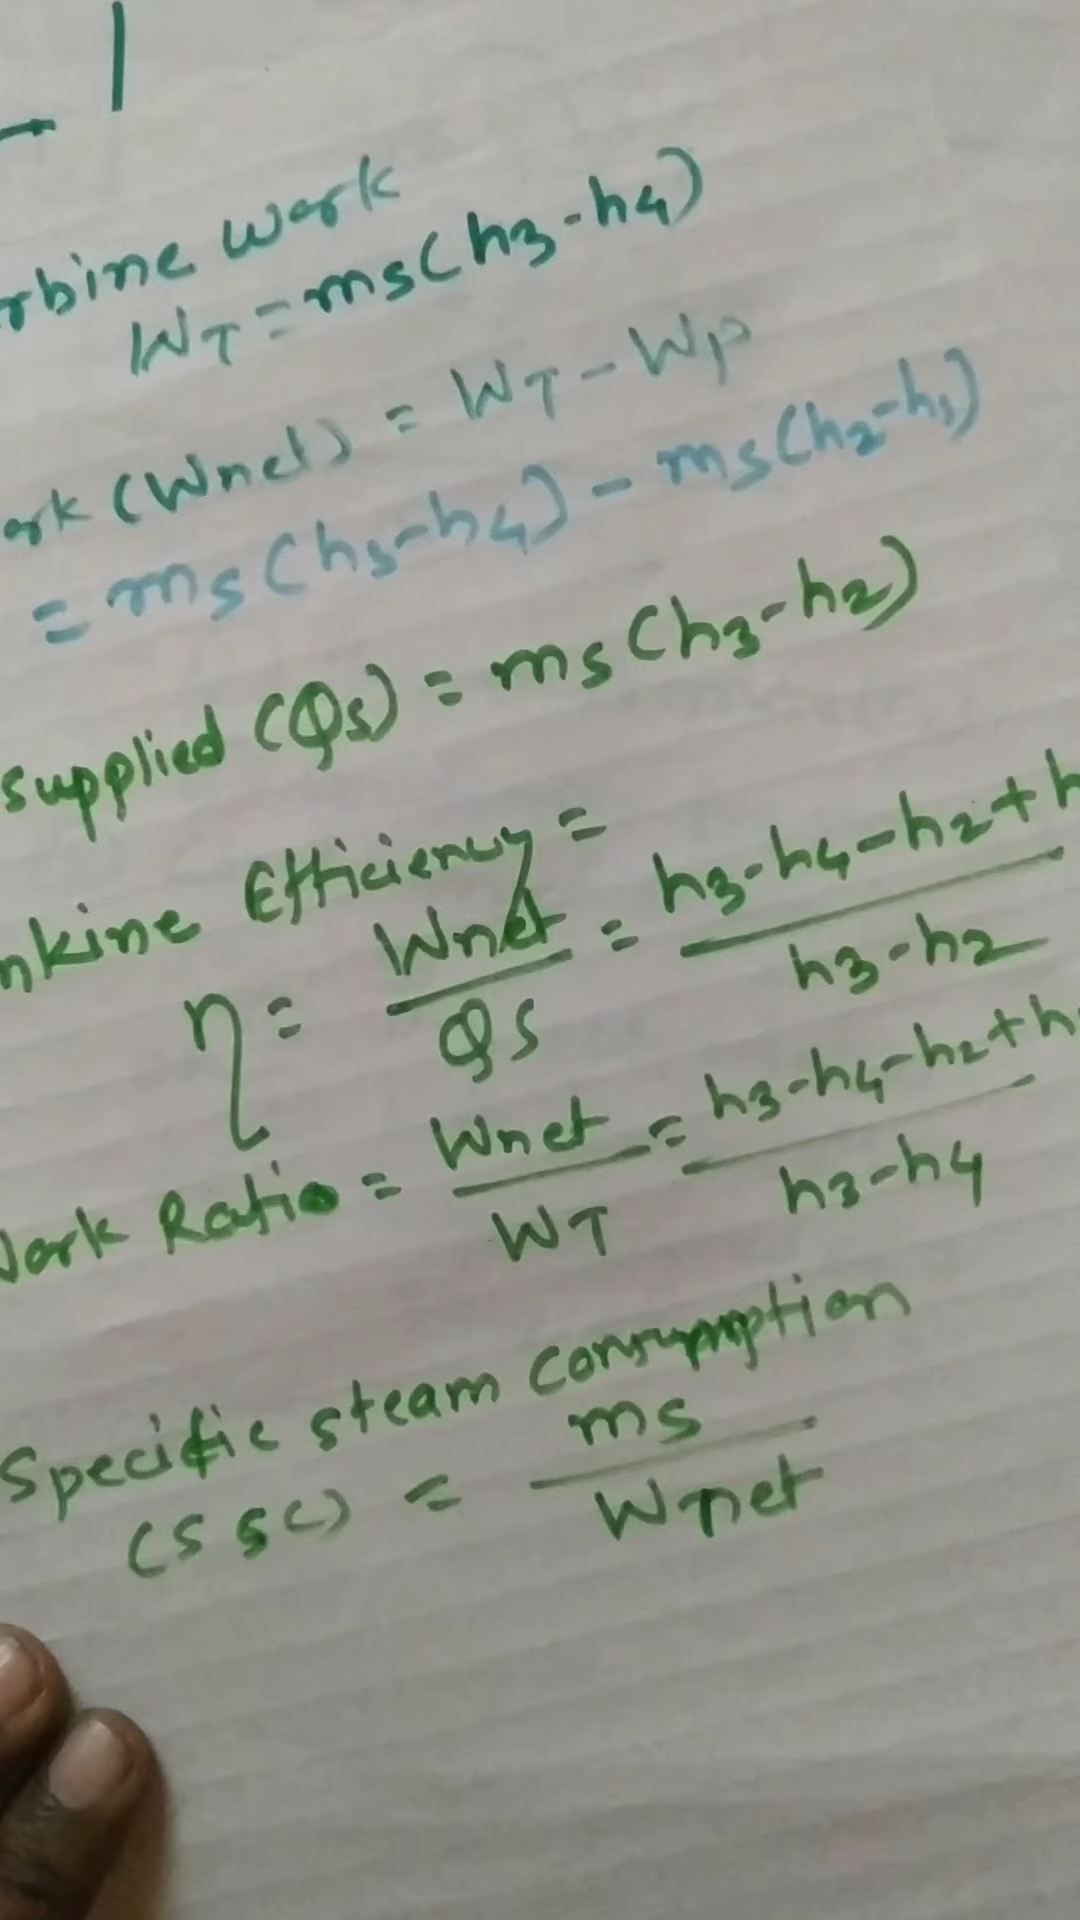 rbine work
WT = ms(h3-h4)
ork (Wnet) = WT - WP
= ms(h3-h4) - ms(h2-h1)
supplied (Qs) = ms(h3-h2)
nkine Efficiency =
η = Wnet/Qs = h3-h4-h2+h/h3-h2
Work Ratio = Wnet/WT = h3-h4-h2+h/h3-h4
Specific steam consumption
(SSC) = ms/Wnet